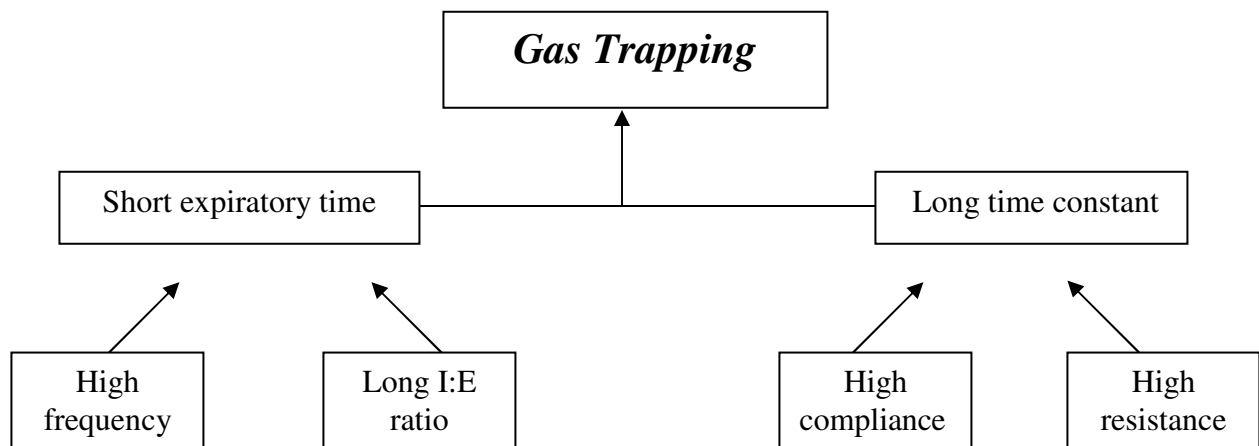 Gas Trapping
Short expiratory time
Long time constant
High
frequency
Long I:E
ratio
High
compliance
High
resistance